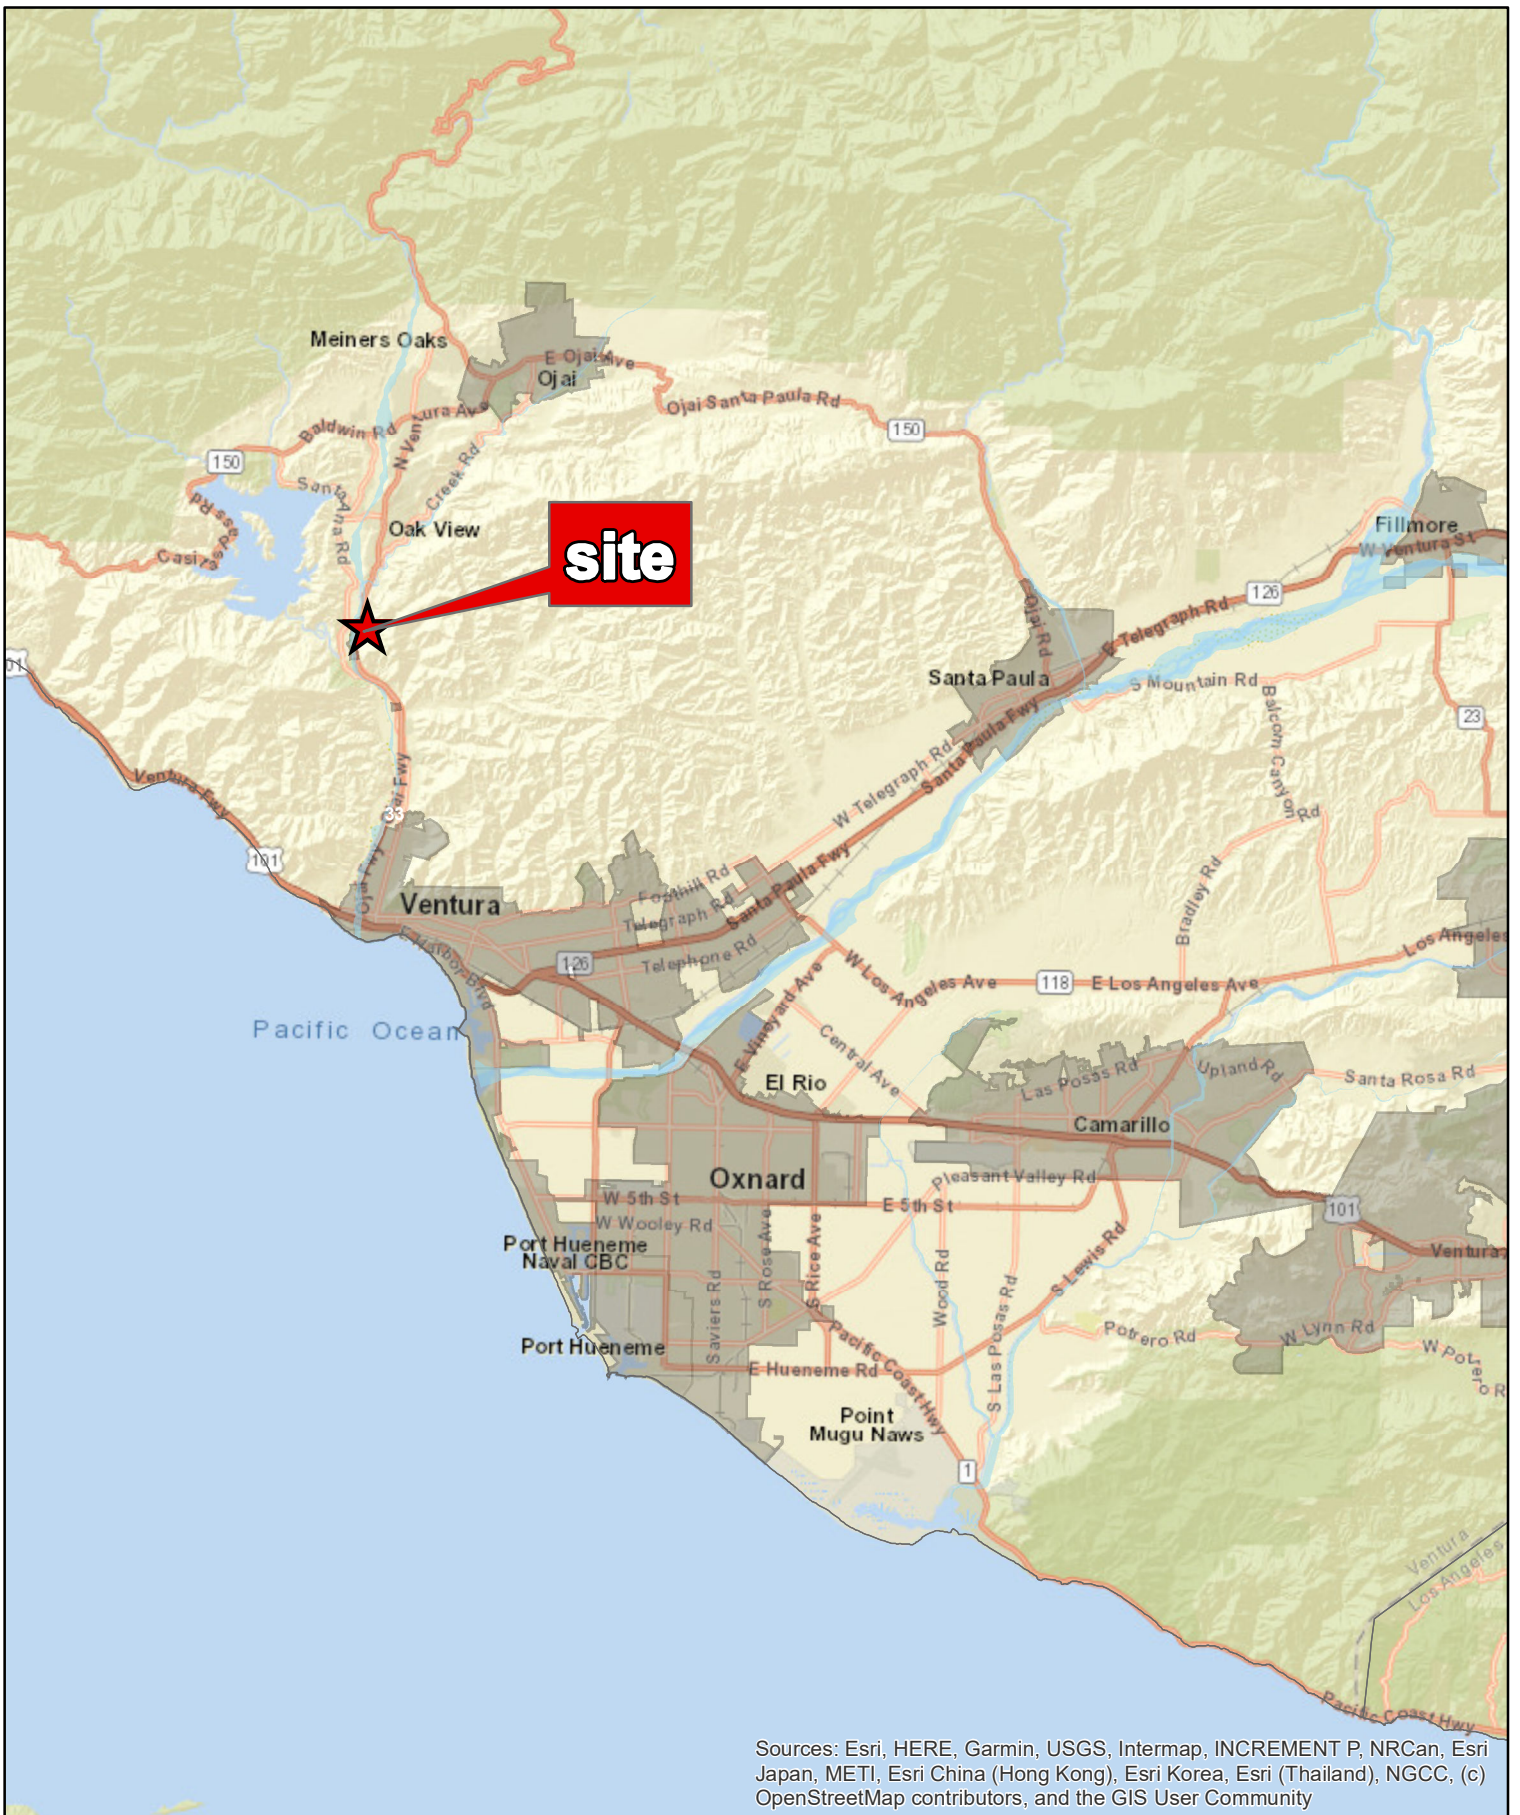 Meiners Oaks
E Ojai Ave
Ojai
Ojai Santa Paula Rd
150
N Ventura Ave
Baldwin Rd
150
Creek Rd
Santa Ana Rd
Oak View
Casitas Pass Rd
site
Fillmore
W Ventura St
126
E Telegraph Rd
Ojai Rd
Santa Paula
S Mountain Rd
Balcom Canyon Rd
23
101
Santa Paula Fwy
W Telegraph Rd
Ventura Fwy
Ojai Fwy
33
101
Ojai Fwy
Ventura
Foothill Rd
Telegraph Rd
Santa Paula Fwy
Telephone Rd
126
E Harbor Blvd
Bradley Rd
Los Angeles
W Los Angeles Ave
118
E Los Angeles Ave
Pacific Ocean
E Vineyard Ave
Central Ave
El Rio
Las Posas Rd
Upland Rd
Santa Rosa Rd
Camarillo
Oxnard
Pleasant Valley Rd
W 5th St
E 5th St
W Wooley Rd
101
Ventura
Port Hueneme
Naval CBC
S Rose Ave
S Rice Ave
Saviers Rd
Wood Rd
S Las Posas Rd
S Lewis Rd
Potrero Rd
W Lynn Rd
W Potrero R
Port Hueneme
E Hueneme Rd
Pacific Coast Hwy
Point
Mugu Naws
1
Ventura
Los Angeles
Pacific Coast Hwy
Sources: Esri, HERE, Garmin, USGS, Intermap, INCREMENT P, NRCan, Esri
Japan, METI, Esri China (Hong Kong), Esri Korea, Esri (Thailand), NGCC, (c)
OpenStreetMap contributors, and the GIS User Community